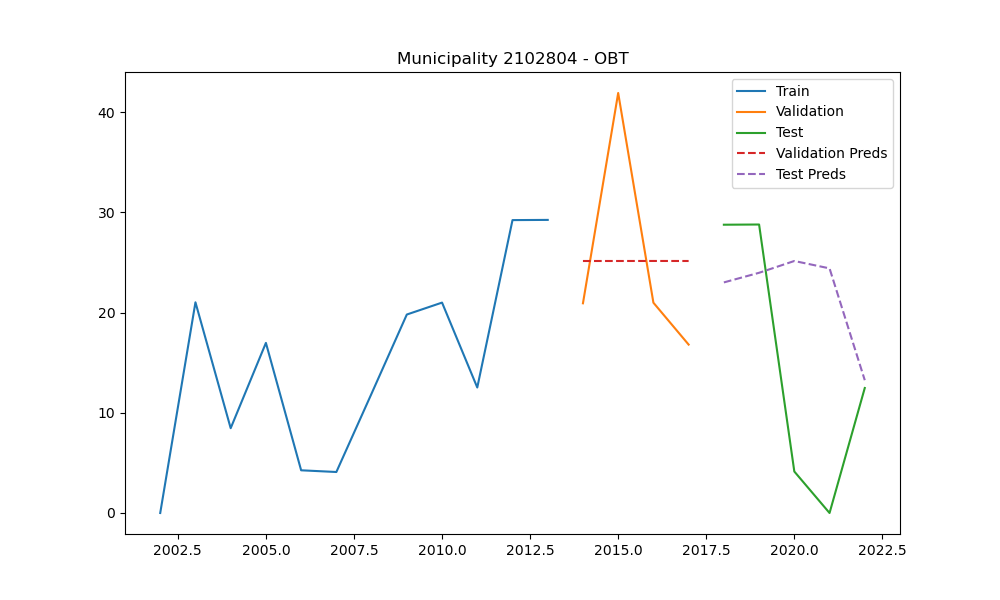 Municipality 2102804 - OBT
Train
Validation
Test
Validation Preds
Test Preds
40
30
20
10
0
2002.5 2005.0 2007.5 2010.0 2012.5 2015.0 2017.5 2020.0 2022.5